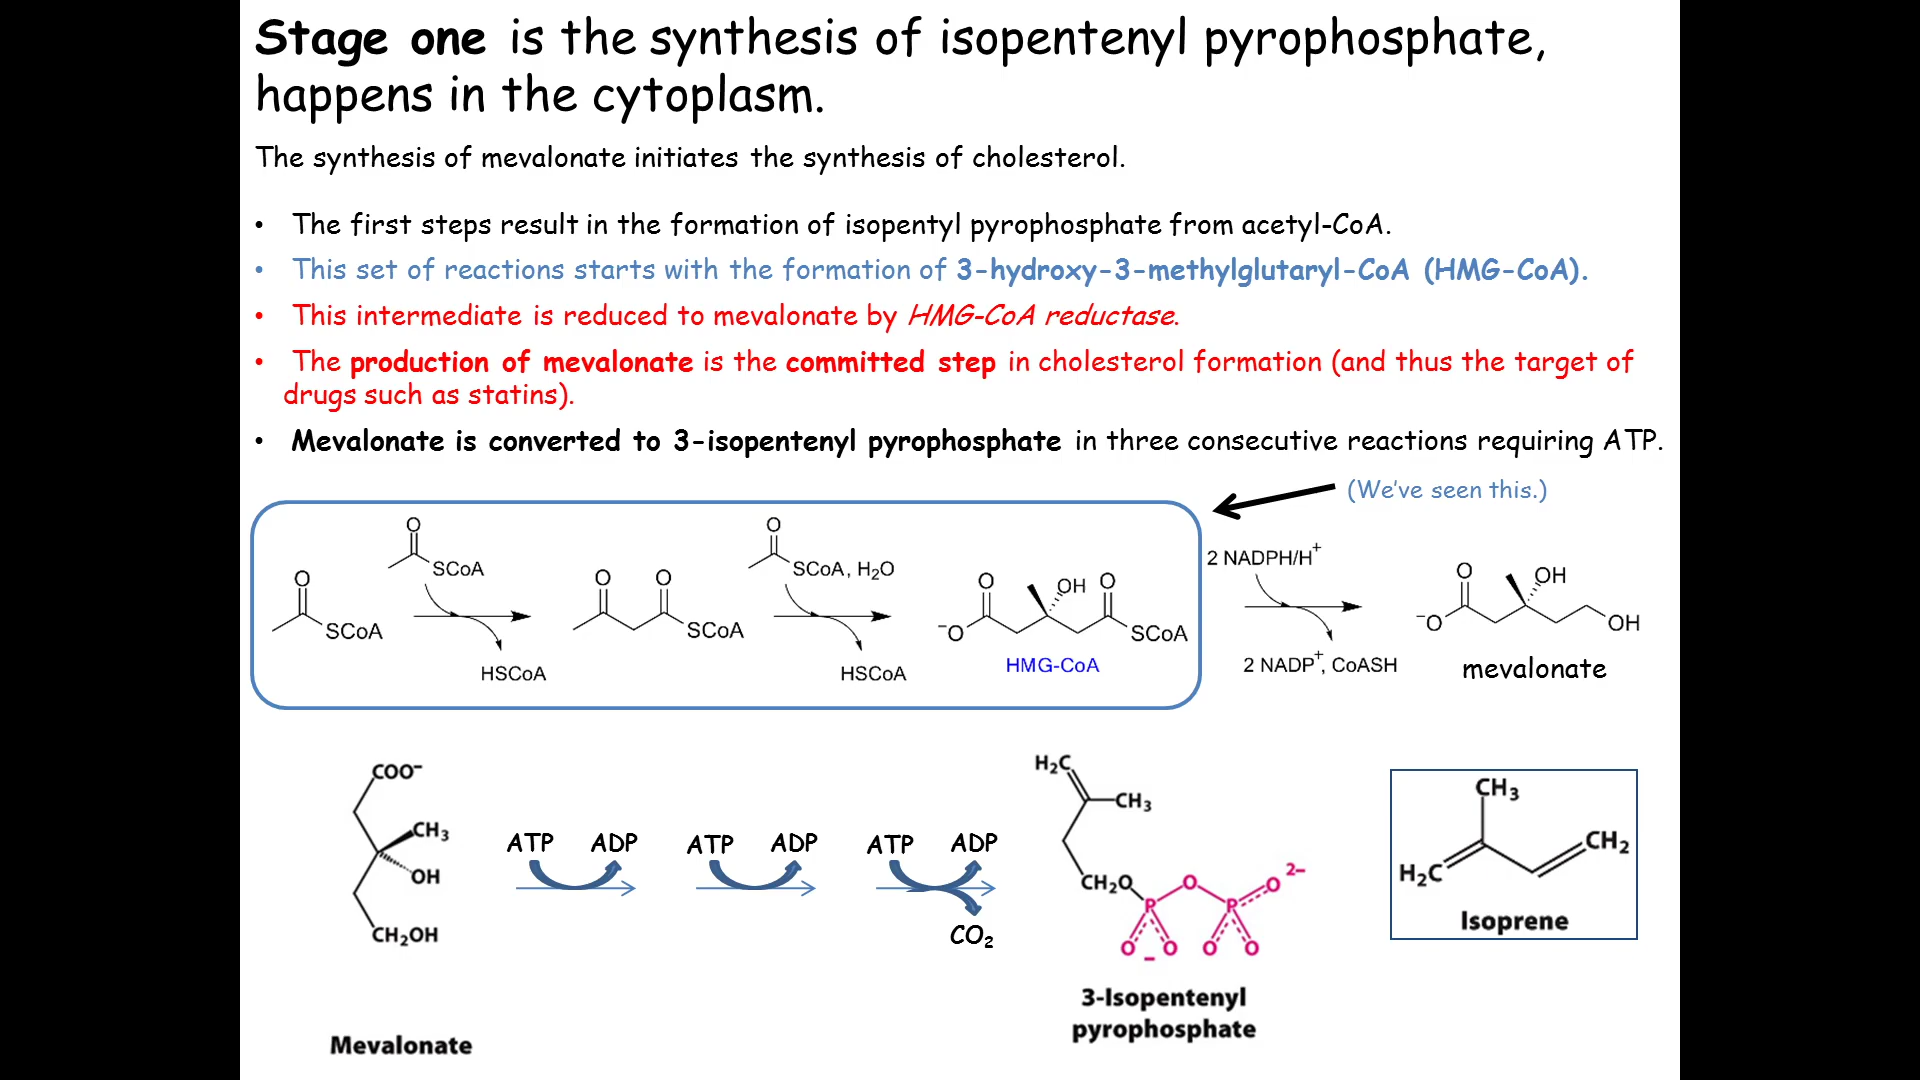 Stage one is the synthesis of isopentenyl pyrophosphate,
happens in the cytoplasm.
The synthesis of mevalonate initiates the synthesis of cholesterol.
• The first steps result in the formation of isopentyl pyrophosphate from acetyl-CoA.
• This set of reactions starts with the formation of 3-hydroxy-3-methylglutaryl-CoA (HMG-CoA).
• This intermediate is reduced to mevalonate by HMG-CoA reductase.
• The production of mevalonate is the committed step in cholesterol formation (and thus the target of
drugs such as statins).
• Mevalonate is converted to 3-isopentenyl pyrophosphate in three consecutive reactions requiring ATP.
(We've seen this.)
O
SCoA
O
SCoA
HSCoA
O O
SCoA
O
SCoA, H₂O
HSCoA
O OH O
⁻O SCoA
HMG-CoA
2 NADPH/H⁺
2 NADP⁺, CoASH
O OH
⁻O OH
mevalonate
COO⁻
CH₃
OH
CH₂OH
Mevalonate
ATP ADP
ATP ADP
ATP ADP
CO₂
H₂C
CH₃
CH₂O
P O P O 2–
O O O O
–
3-Isopentenyl
pyrophosphate
CH₃
H₂C CH₂
Isoprene